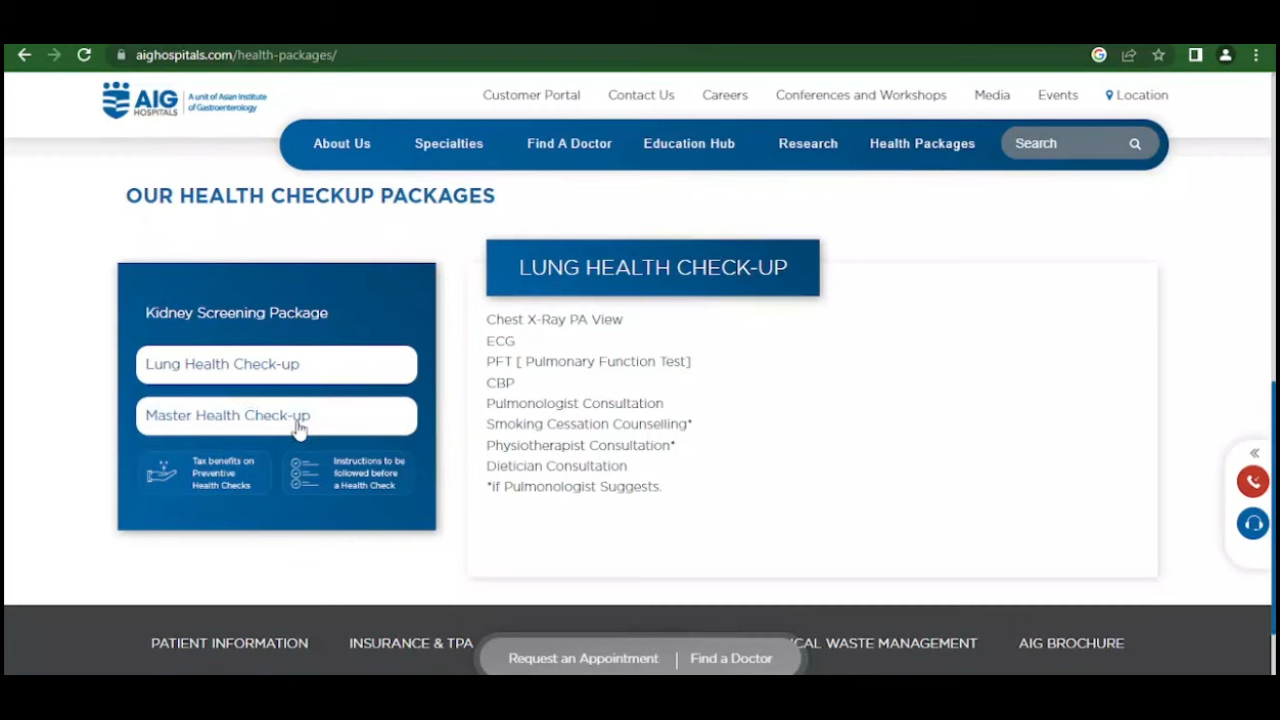 aighospitals.com/health-packages/
AIG HOSPITALS
A unit of Asian Institute
of Gastroenterology
Customer Portal
Contact Us
Careers
Conferences and Workshops
Media
Events
Location
About Us
Specialties
Find A Doctor
Education Hub
Research
Health Packages
Search
OUR HEALTH CHECKUP PACKAGES
Kidney Screening Package
Lung Health Check-up
Master Health Check-up
Tax benefits on
Preventive
Health Checks
Instructions to be
followed before
a Health Check
LUNG HEALTH CHECK-UP
Chest X-Ray PA View
ECG
PFT [ Pulmonary Function Test]
CBP
Pulmonologist Consultation
Smoking Cessation Counselling*
Physiotherapist Consultation*
Dietician Consultation
*if Pulmonologist Suggests.
PATIENT INFORMATION
INSURANCE & TPA
WASTE MANAGEMENT
AIG BROCHURE
Request an Appointment
Find a Doctor